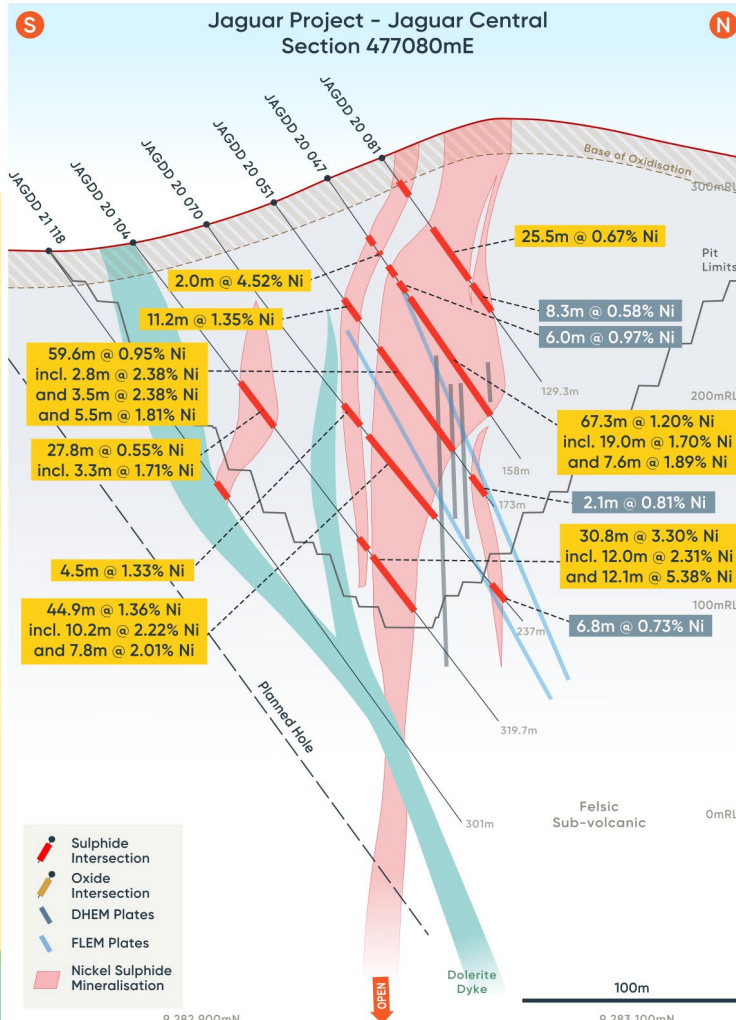 S
Jaguar Project - Jaguar Central
Section 477080mE
N
JAGDD 21 118
JAGDD 20 104
JAGDD 20 070
JAGDD 20 051
JAGDD 20 047
JAGDD 20 081
Base of Oxidisation
300mRL
25.5m @ 0.67% Ni
Pit
Limits
2.0m @ 4.52% Ni
8.3m @ 0.58% Ni
11.2m @ 1.35% Ni
6.0m @ 0.97% Ni
59.6m @ 0.95% Ni
incl. 2.8m @ 2.38% Ni
and 3.5m @ 2.38% Ni
and 5.5m @ 1.81% Ni
129.3m
200mRL
67.3m @ 1.20% Ni
incl. 19.0m @ 1.70% Ni
and 7.6m @ 1.89% Ni
27.8m @ 0.55% Ni
incl. 3.3m @ 1.71% Ni
158m
173m
2.1m @ 0.81% Ni
30.8m @ 3.30% Ni
incl. 12.0m @ 2.31% Ni
and 12.1m @ 5.38% Ni
4.5m @ 1.33% Ni
44.9m @ 1.36% Ni
incl. 10.2m @ 2.22% Ni
and 7.8m @ 2.01% Ni
100mRL
6.8m @ 0.73% Ni
237m
Planned Hole
319.7m
301m
Felsic
Sub-volcanic
0mRL
Sulphide
Intersection
Oxide
Intersection
DHEM Plates
FLEM Plates
Nickel Sulphide
Mineralisation
OPEN
Dolerite
Dyke
100m
9 282 900mN
9 283 100mN